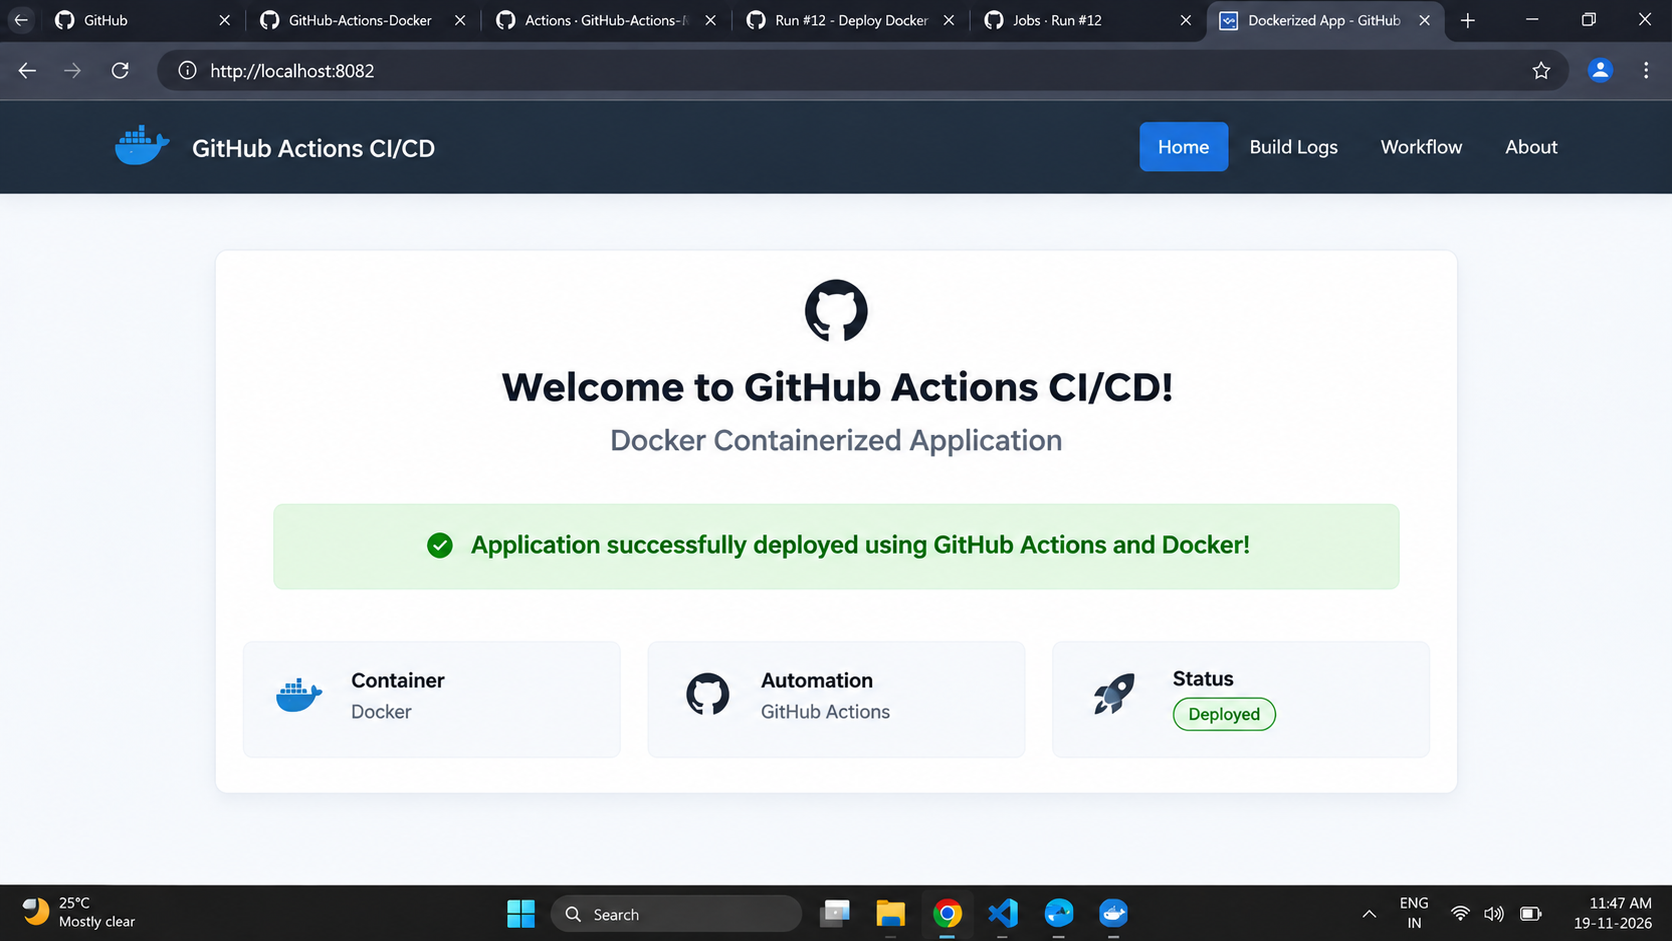 GitHub
GitHub-Actions-Docker
Actions · GitHub-Actions-
Run #12 - Deploy Docker
Jobs · Run #12
Dockerized App - GitHub
http://localhost:8082
GitHub Actions CI/CD
Home
Build Logs
Workflow
About
Welcome to GitHub Actions CI/CD!
Docker Containerized Application
Application successfully deployed using GitHub Actions and Docker!
Container
Docker
Automation
GitHub Actions
Status
Deployed
25°C
Mostly clear
Search
ENG
IN
11:47 AM
19-11-2026